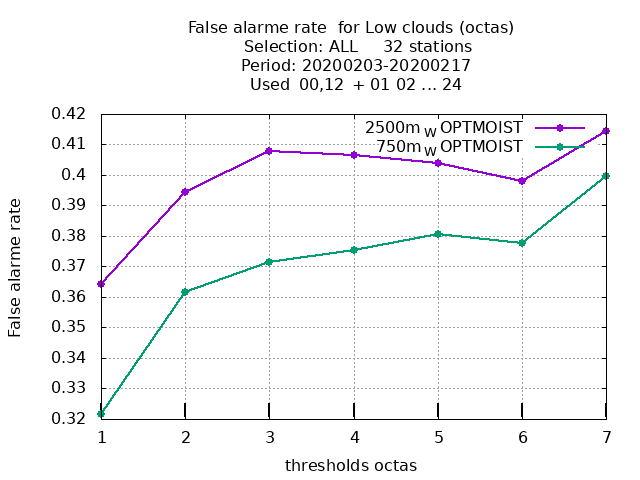 False alarme rate  for Low clouds (octas)
Selection: ALL     32 stations
Period: 20200203-20200217
Used  00,12  + 01 02 ... 24
0.42
0.41
0.4
0.39
0.38
0.37
0.36
0.35
0.34
0.33
0.32
False alarme rate
2500m W OPTMOIST
750m W OPTMOIST
1 2 3 4 5 6 7
thresholds octas